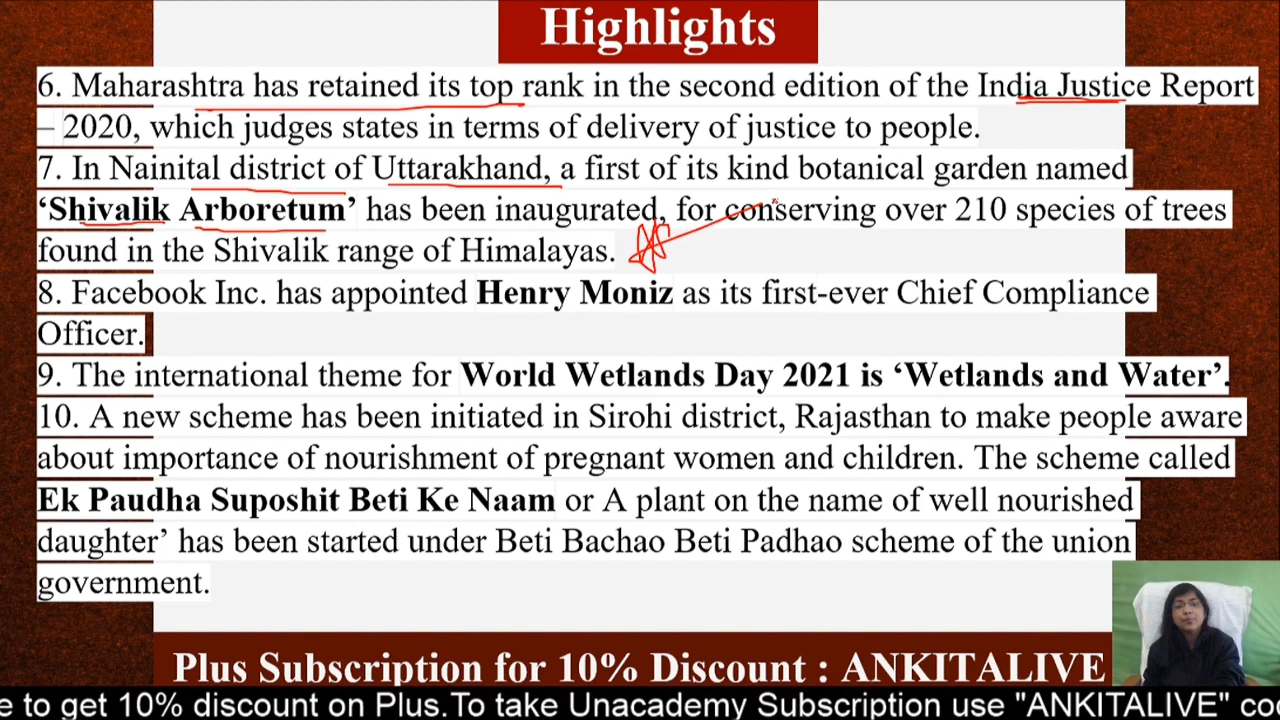 Highlights
6. Maharashtra has retained its top rank in the second edition of the India Justice Report
– 2020, which judges states in terms of delivery of justice to people.
7. In Nainital district of Uttarakhand, a first of its kind botanical garden named
‘Shivalik Arboretum’ has been inaugurated, for conserving over 210 species of trees
found in the Shivalik range of Himalayas.
8. Facebook Inc. has appointed Henry Moniz as its first-ever Chief Compliance
Officer.
9. The international theme for World Wetlands Day 2021 is ‘Wetlands and Water’.
10. A new scheme has been initiated in Sirohi district, Rajasthan to make people aware
about importance of nourishment of pregnant women and children. The scheme called
Ek Paudha Suposhit Beti Ke Naam or A plant on the name of well nourished
daughter’ has been started under Beti Bachao Beti Padhao scheme of the union
government.
Plus Subscription for 10% Discount : ANKITALIVE
e to get 10% discount on Plus.To take Unacademy Subscription use "ANKITALIVE" co